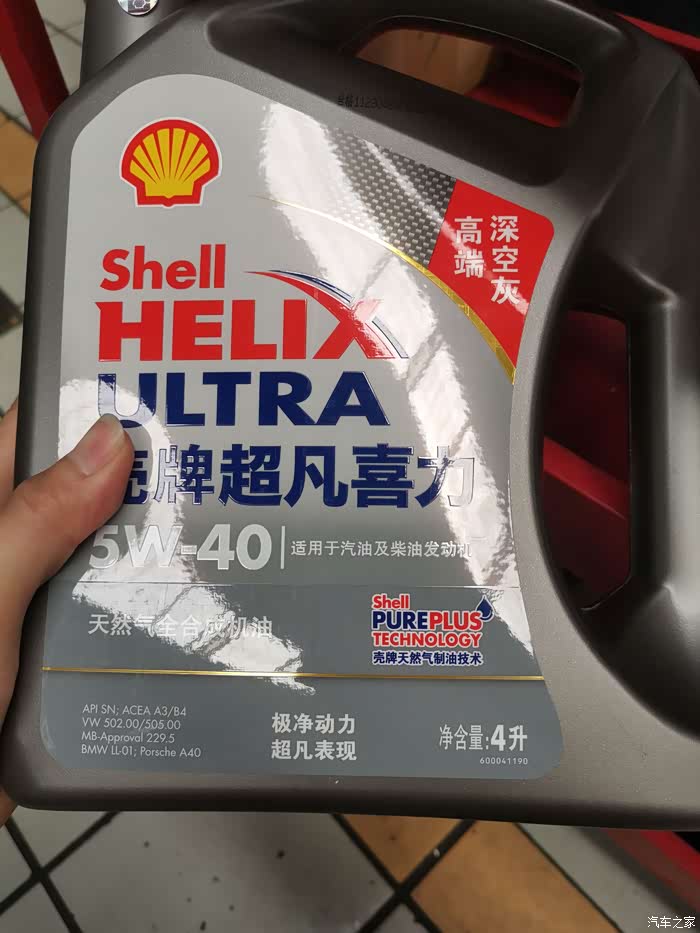 高端
深空灰
Shell
HELIX
ULTRA
壳牌超凡喜力
5W-40
适用于汽油及柴油发动机
天然气全合成机油
Shell
PUREPLUS
TECHNOLOGY
壳牌天然气制油技术
API SN; ACEA A3/B4
VW 502.00/505.00
MB-Approval 229.5
BMW LL-01; Porsche A40
极净动力
超凡表现
净含量:4升
600041190
汽车之家